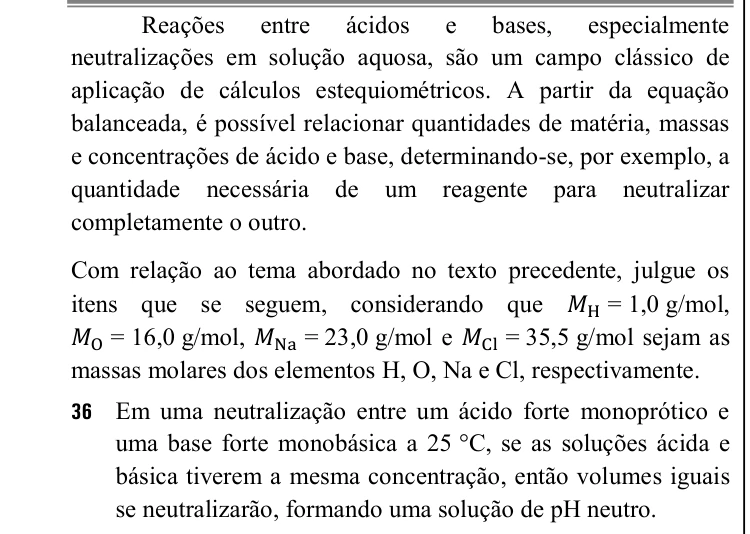 Reações entre ácidos e bases, especialmente
neutralizações em solução aquosa, são um campo clássico de
aplicação de cálculos estequiométricos. A partir da equação
balanceada, é possível relacionar quantidades de matéria, massas
e concentrações de ácido e base, determinando-se, por exemplo, a
quantidade necessária de um reagente para neutralizar
completamente o outro.
Com relação ao tema abordado no texto precedente, julgue os
itens que se seguem, considerando que M_H = 1,0 g/mol,
M_O = 16,0 g/mol, M_Na = 23,0 g/mol e M_Cl = 35,5 g/mol sejam as
massas molares dos elementos H, O, Na e Cl, respectivamente.
36 Em uma neutralização entre um ácido forte monoprótico e
uma base forte monobásica a 25 °C, se as soluções ácida e
básica tiverem a mesma concentração, então volumes iguais
se neutralizarão, formando uma solução de pH neutro.